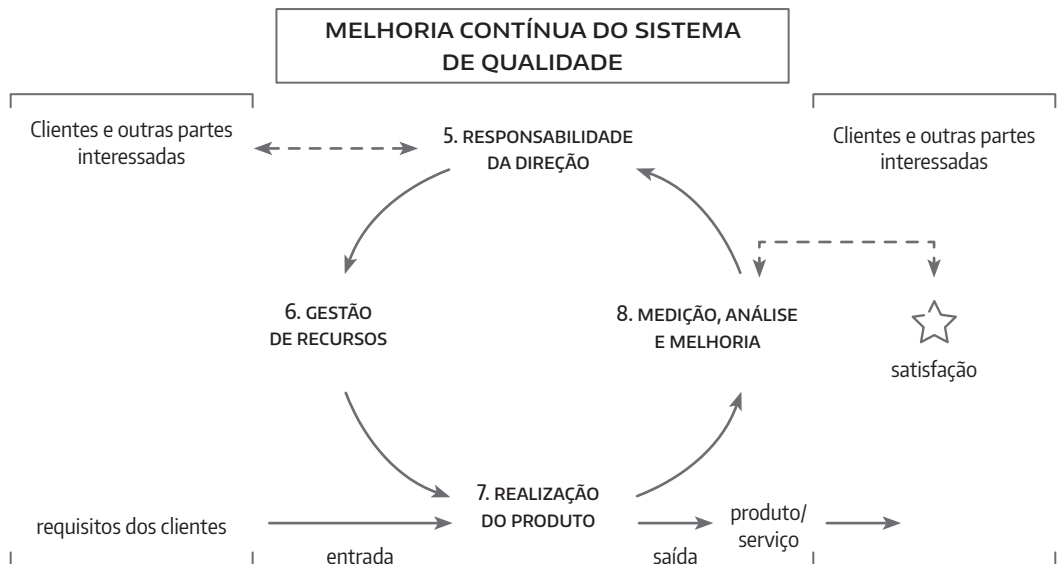 MELHORIA CONTÍNUA DO SISTEMA
DE QUALIDADE
Clientes e outras partes
interessadas
5. RESPONSABILIDADE
DA DIREÇÃO
Clientes e outras partes
interessadas
6. GESTÃO
DE RECURSOS
8. MEDIÇÃO, ANÁLISE
E MELHORIA
satisfação
7. REALIZAÇÃO
DO PRODUTO
requisitos dos clientes
entrada
saída
produto/
serviço